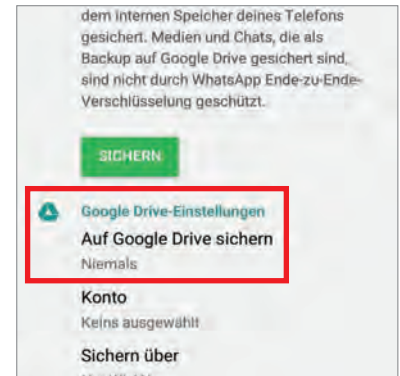 dem internen Speicher deines Telefons
gesichert. Medien und Chats, die als
Backup auf Google Drive gesichert sind,
sind nicht durch WhatsApp Ende-zu-Ende-
Verschlüsselung geschützt.
SICHERN
Google Drive-Einstellungen
Auf Google Drive sichern
Niemals
Konto
Keins ausgewählt
Sichern über